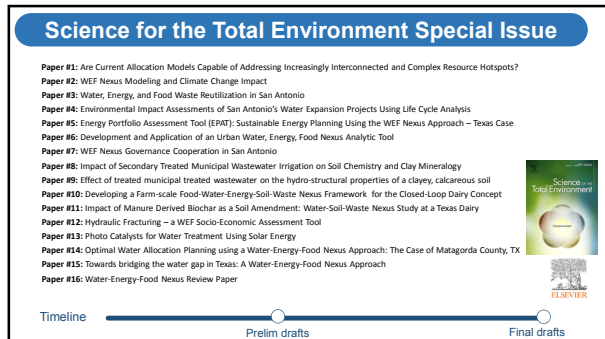 Science for the Total Environment Special Issue
Paper #1: Are Current Allocation Models Capable of Addressing Increasingly Interconnected and Complex Resource Hotspots?
Paper #2: WEF Nexus Modeling and Climate Change Impact
Paper #3: Water, Energy, and Food Waste Reutilization in San Antonio
Paper #4: Environmental Impact Assessments of San Antonio's Water Expansion Projects Using Life Cycle Analysis
Paper #5: Energy Portfolio Assessment Tool (EPAT): Sustainable Energy Planning Using the WEF Nexus Approach – Texas Case
Paper #6: Development and Application of an Urban Water, Energy, Food Nexus Analytic Tool
Paper #7: WEF Nexus Governance Cooperation in San Antonio
Paper #8: Impact of Secondary Treated Municipal Wastewater Irrigation on Soil Chemistry and Clay Mineralogy
Paper #9: Effect of treated municipal treated wastewater on the hydro-structural properties of a clayey, calcareous soil
Paper #10: Developing a Farm-scale Food-Water-Energy-Soil-Waste Nexus Framework for the Closed-Loop Dairy Concept
Paper #11: Impact of Manure Derived Biochar as a Soil Amendment: Water-Soil-Waste Nexus Study at a Texas Dairy
Paper #12: Hydraulic Fracturing – a WEF Socio-Economic Assessment Tool
Paper #13: Photo Catalysts for Water Treatment Using Solar Energy
Paper #14: Optimal Water Allocation Planning using a Water-Energy-Food Nexus Approach: The Case of Matagorda County, TX
Paper #15: Towards bridging the water gap in Texas: A Water-Energy-Food Nexus Approach
Paper #16: Water-Energy-Food Nexus Review Paper
Science OF THE
Total Environment
ELSEVIER
Timeline
Prelim drafts
Final drafts